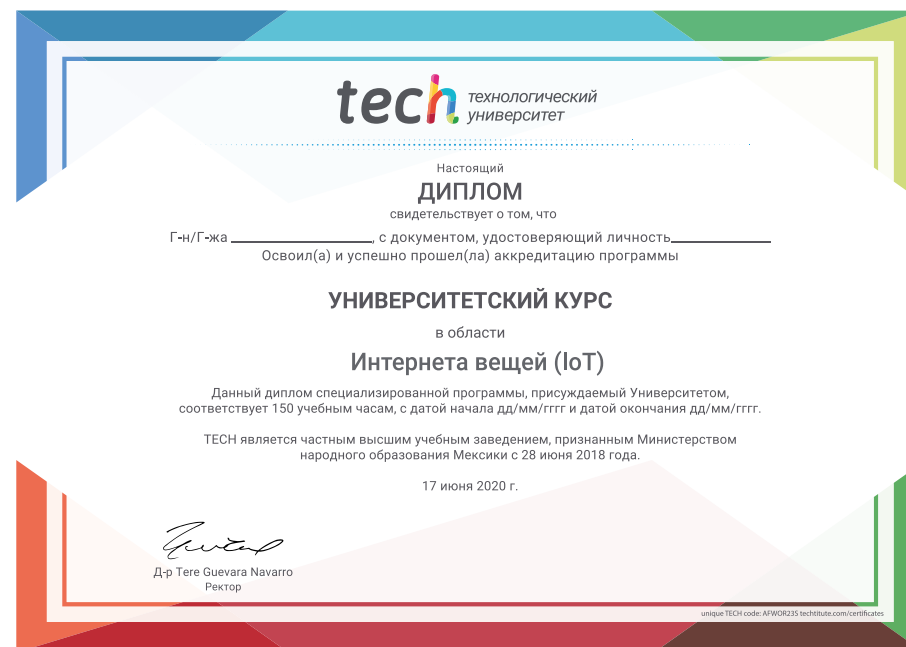 tech технологический
университет
Настоящий
ДИПЛОМ
свидетельствует о том, что
Г-н/Г-жа ____________________, с документом, удостоверяющий личность______________
Освоил(а) и успешно прошел(ла) аккредитацию программы
УНИВЕРСИТЕТСКИЙ КУРС
в области
Интернета вещей (IoT)
Данный диплом специализированной программы, присуждаемый Университетом,
соответствует 150 учебным часам, с датой начала дд/мм/гггг и датой окончания дд/мм/гггг.
TECH является частным высшим учебным заведением, признанным Министерством
народного образования Мексики с 28 июня 2018 года.
17 июня 2020 г.
Д-р Tere Guevara Navarro
Ректор
unique TECH code: AFWOR23S techtitute.com/certificates